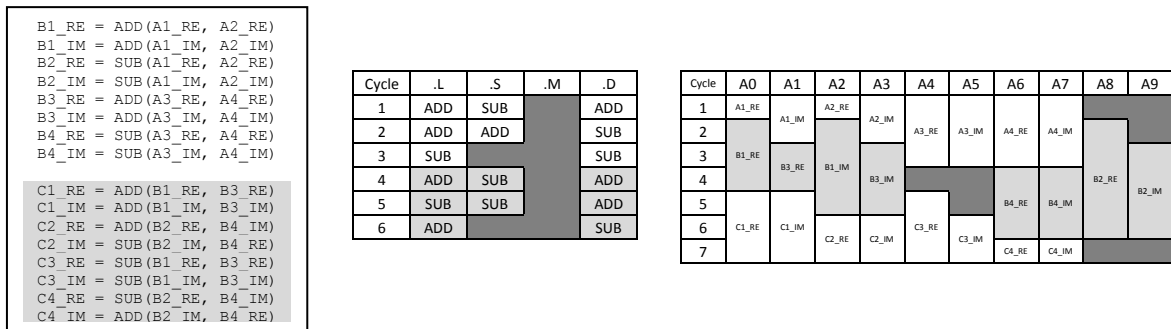 B1_RE = ADD(A1_RE, A2_RE)
B1_IM = ADD(A1_IM, A2_IM)
B2_RE = SUB(A1_RE, A2_RE)
B2_IM = SUB(A1_IM, A2_IM)
B3_RE = ADD(A3_RE, A4_RE)
B3_IM = ADD(A3_IM, A4_IM)
B4_RE = SUB(A3_RE, A4_RE)
B4_IM = SUB(A3_IM, A4_IM)
C1_RE = ADD(B1_RE, B3_RE)
C1_IM = ADD(B1_IM, B3_IM)
C2_RE = ADD(B2_RE, B4_IM)
C2_IM = SUB(B2_IM, B4_RE)
C3_RE = SUB(B1_RE, B3_RE)
C3_IM = SUB(B1_IM, B3_IM)
C4_RE = SUB(B2_RE, B4_IM)
C4_IM = ADD(B2_IM, B4_RE)
Cycle .L .S .M .D
1 ADD SUB ADD
2 ADD ADD SUB
3 SUB SUB
4 ADD SUB ADD
5 SUB SUB ADD
6 ADD SUB
Cycle A0 A1 A2 A3 A4 A5 A6 A7 A8 A9
1 A1_RE A2_RE
A1_IM A2_IM
2 A3_RE A3_IM A4_RE A4_IM
3 B1_RE B3_RE B1_IM
4 B3_IM B2_RE
5 B4_RE B4_IM B2_IM
6 C1_RE C1_IM C3_RE
C2_RE C2_IM C3_IM
7 C4_RE C4_IM